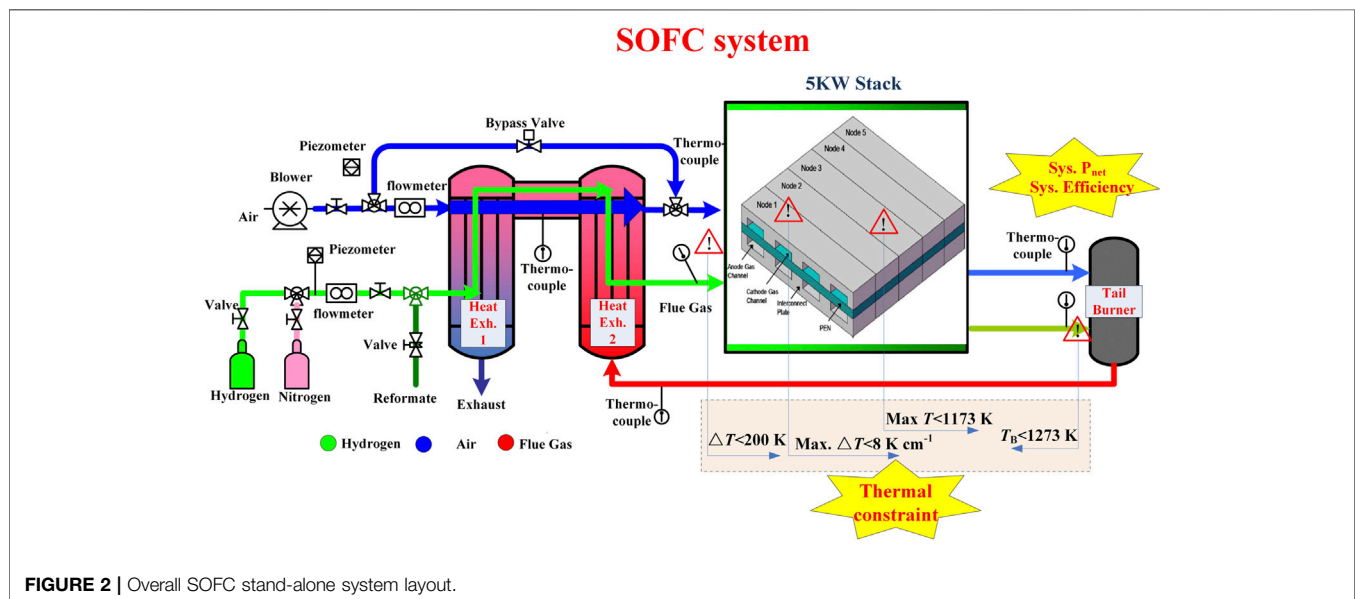 SOFC system
5KW Stack
Bypass Valve
Thermo-
couple
Piezometer
Blower
flowmeter
Air
Node 5
Node 4
Node 3
Node 2
Node 1
!
!
!
Anode Gas
Channel
Cathode Gas
Channel
Interconnect
Plate
PEN
Sys. Pnet
Sys. Efficiency
Piezometer
Thermo-
couple
Thermo-
couple
Valve
flowmeter
Flue Gas
Heat
Exh.
1
Heat
Exh.
2
Tail
Burner
!
Valve
Hydrogen
Nitrogen
Reformate
Exhaust
Thermo-
couple
Hydrogen
Air
Flue Gas
△T<200 K
Max. △T<8 K cm⁻¹
Max T<1173 K
TB<1273 K
Thermal
constraint
FIGURE 2 | Overall SOFC stand-alone system layout.